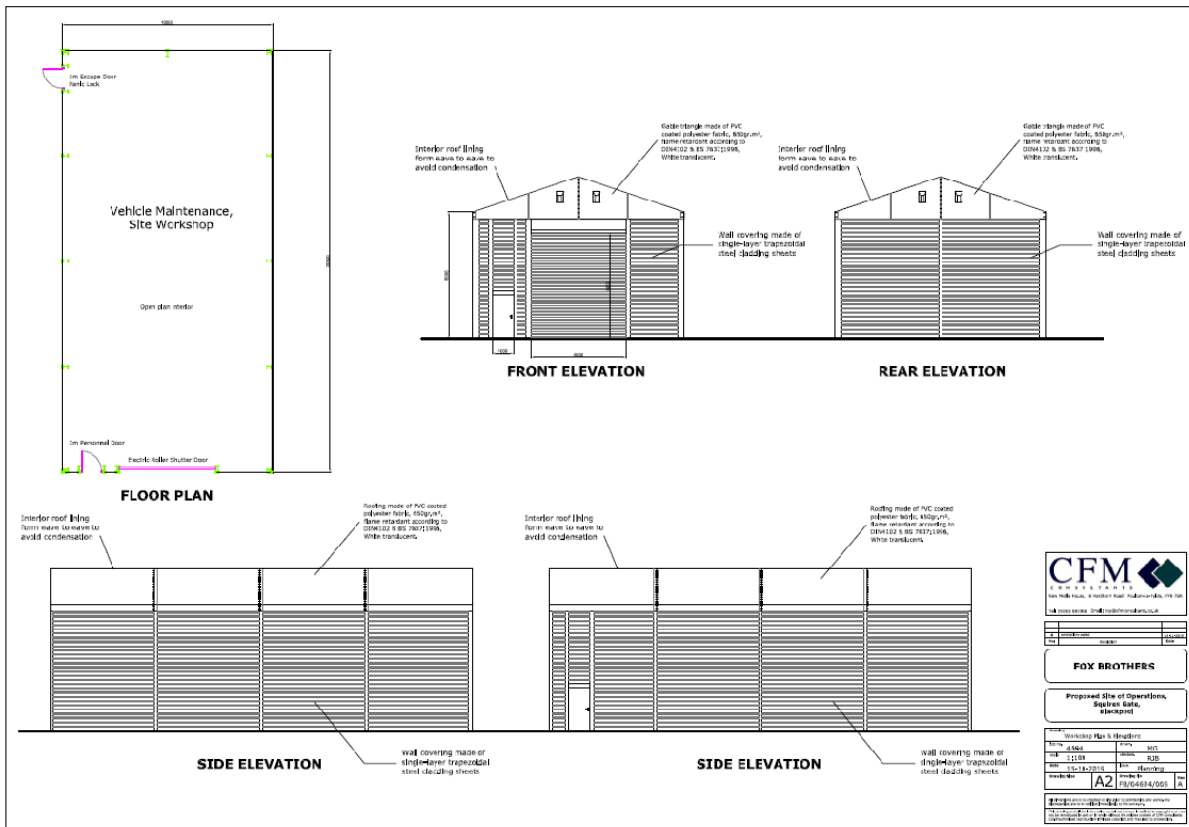 1m Escape Door
Panic Lock
Vehicle Maintenance,
Site Workshop
Open plan interior
1m Personnel Door
Electric Roller Shutter Door
FLOOR PLAN
Interior roof lining
form eave to eave to
avoid condensation
Gable triangle made of PVC
coated polyester fabric, 650gr.m²,
flame retardant according to
DIN4102 & BS 7837:1996,
White translucent.
Wall covering made of
single-layer trapezoidal
steel cladding sheets
1000
FRONT ELEVATION
Interior roof lining
form eave to eave to
avoid condensation
Gable triangle made of PVC
coated polyester fabric, 650gr.m²,
flame retardant according to
DIN4102 & BS 7837 1996,
White translucent.
Wall covering made of
single-layer trapezoidal
steel cladding sheets
REAR ELEVATION
Interior roof lining
form eave to eave to
avoid condensation
Roofing made of PVC coated
polyester fabric, 650gr.m²,
flame retardant according to
DIN4102 & BS 7837:1996,
White translucent.
Wall covering made of
single-layer trapezoidal
steel cladding sheets
SIDE ELEVATION
Interior roof lining
form eave to eave to
avoid condensation
Roofing made of PVC coated
polyester fabric, 650gr.m²,
flame retardant according to
DIN4102 & BS 7837:1996,
White translucent.
Wall covering made of
single-layer trapezoidal
steel cladding sheets
SIDE ELEVATION
CFM
CONSULTANTS
FOX BROTHERS
Proposed Site of Operations,
Squires Gate,
Blackpool
Workshop Plan & Elevations
MG
RJB
Planning
A2
A